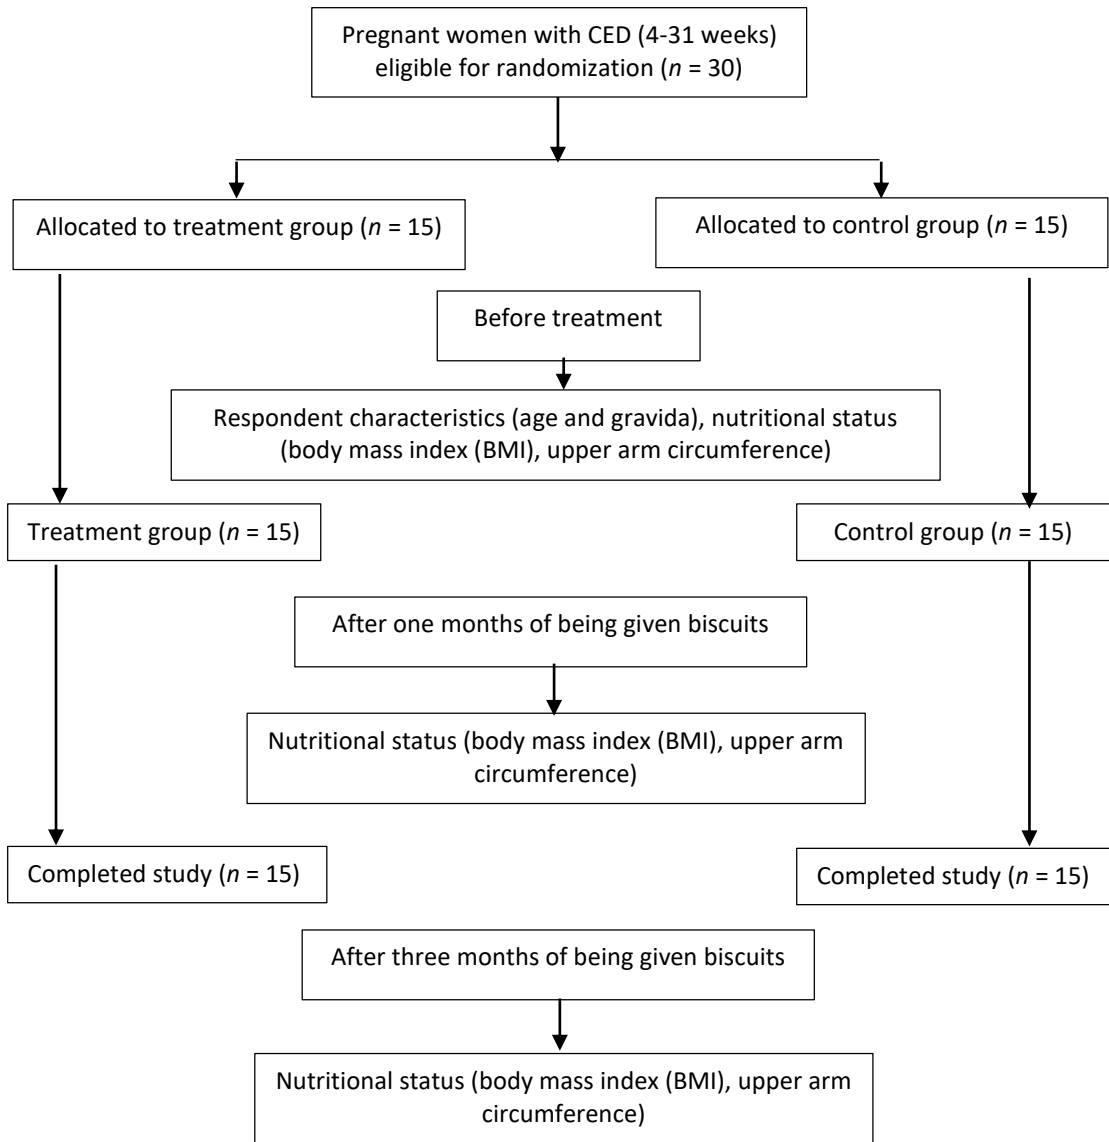 Pregnant women with CED (4-31 weeks)
eligible for randomization (n = 30)
Allocated to treatment group (n = 15)
Allocated to control group (n = 15)
Before treatment
Respondent characteristics (age and gravida), nutritional status
(body mass index (BMI), upper arm circumference)
Treatment group (n = 15)
Control group (n = 15)
After one months of being given biscuits
Nutritional status (body mass index (BMI), upper arm
circumference)
Completed study (n = 15)
Completed study (n = 15)
After three months of being given biscuits
Nutritional status (body mass index (BMI), upper arm
circumference)